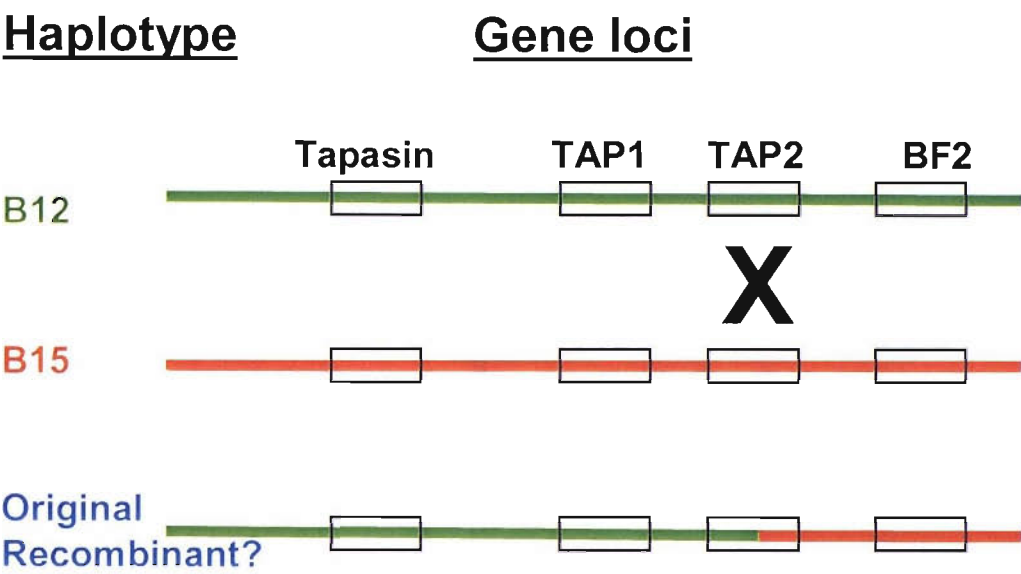 Haplotype Gene loci
Tapasin TAP1 TAP2 BF2
B12
X
B15
Original
Recombinant?